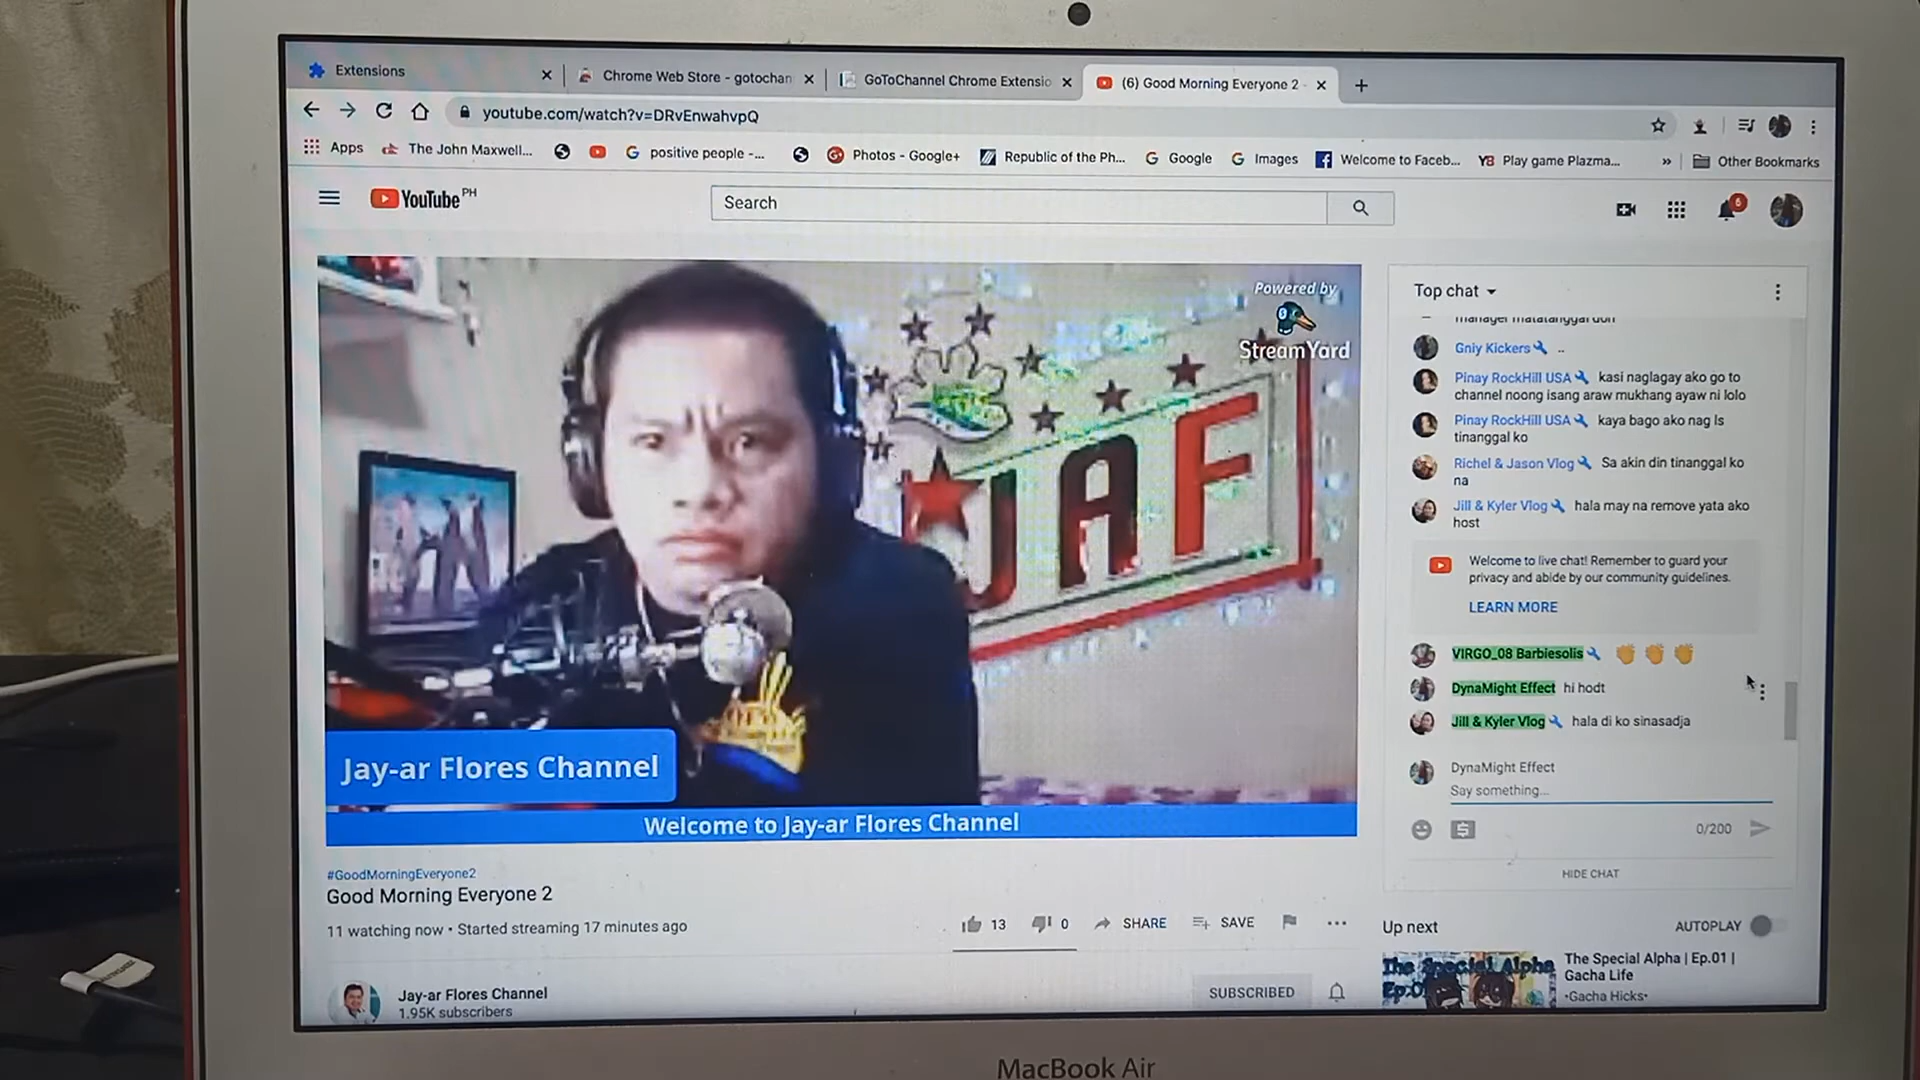 Extensions
Chrome Web Store - gotochan
GoToChannel Chrome Extensio
(6) Good Morning Everyone 2 -
youtube.com/watch?v=DRvEnwahvpQ
Apps
The John Maxwell...
positive people -...
Photos - Google+
Republic of the Ph...
Google
Images
Welcome to Faceb...
Play game Plazma...
»
Other Bookmarks
YouTube PH
Search
6
Powered by
StreamYard
JAF
Jay-ar Flores Channel
Welcome to Jay-ar Flores Channel
Top chat
manager matatanggal don
Gniy Kickers ..
Pinay RockHill USA kasi naglagay ako go to
channel noong isang araw mukhang ayaw ni lolo
Pinay RockHill USA kaya bago ako nag ls
tinanggal ko
Richel & Jason Vlog Sa akin din tinanggal ko
na
Jill & Kyler Vlog hala may na remove yata ako
host
Welcome to live chat! Remember to guard your
privacy and abide by our community guidelines.
LEARN MORE
VIRGO_08 Barbiesolis 👏 👏 👏
DynaMight Effect hi hodt
Jill & Kyler Vlog hala di ko sinasadja
DynaMight Effect
Say something...
0/200
HIDE CHAT
#GoodMorningEveryone2
Good Morning Everyone 2
11 watching now • Started streaming 17 minutes ago
13
0
SHARE
SAVE
Jay-ar Flores Channel
1.95K subscribers
SUBSCRIBED
Up next
AUTOPLAY
The Special Alpha
Ep:0
The Special Alpha | Ep.01 |
Gacha Life
•Gacha Hicks•
MacBook Air